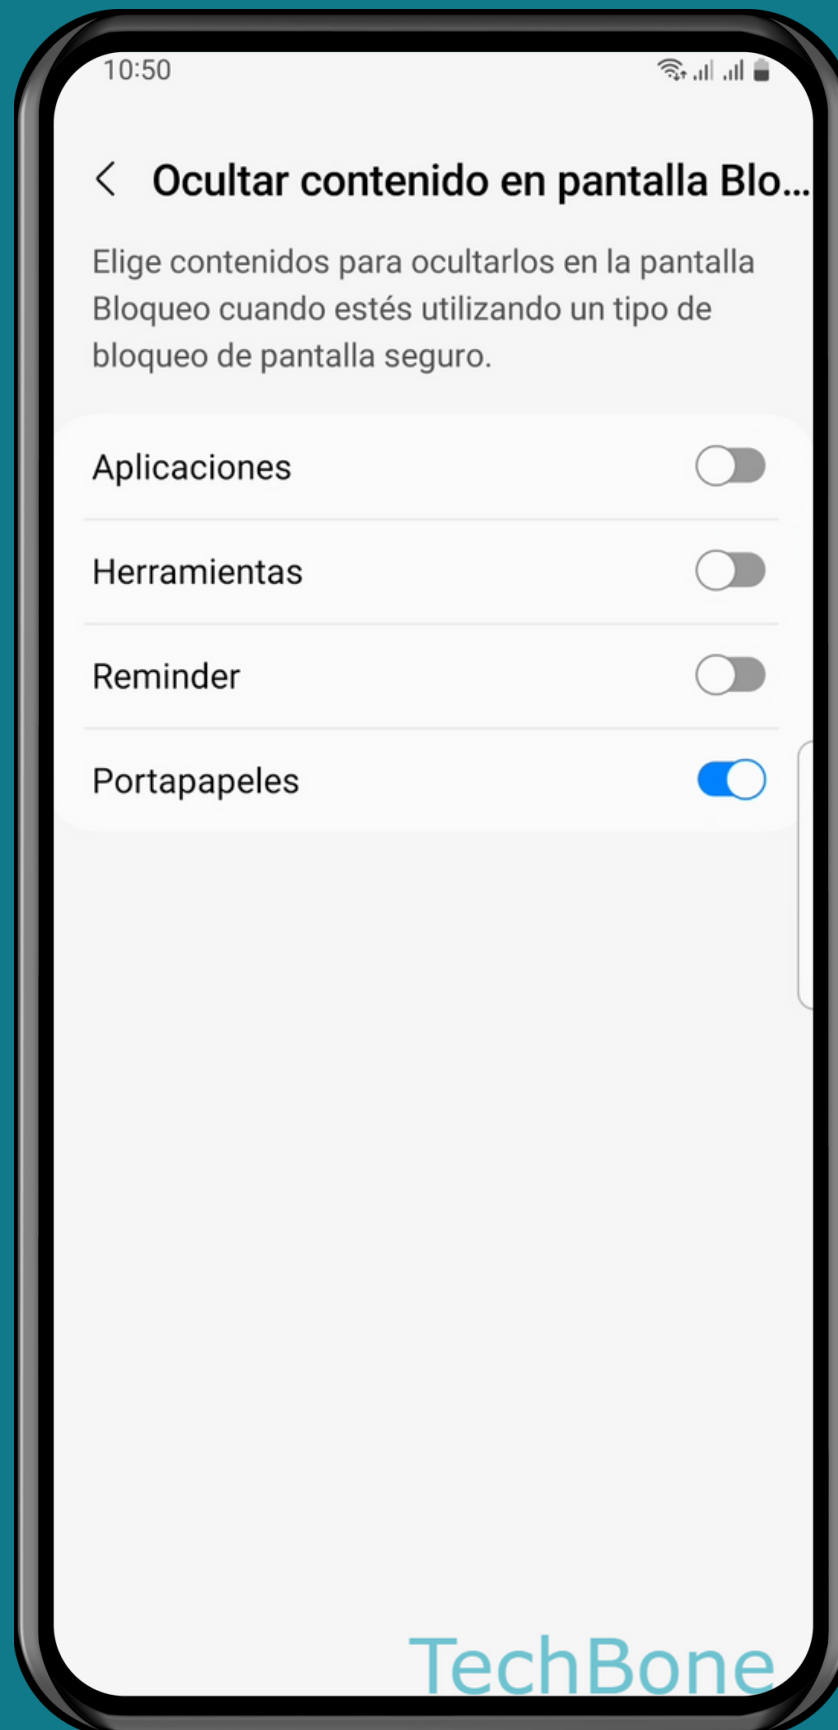 10:50
Ocultar contenido en pantalla Blo...
Elige contenidos para ocultarlos en la pantalla
Bloqueo cuando estés utilizando un tipo de
bloqueo de pantalla seguro.
Aplicaciones
Herramientas
Reminder
Portapapeles
TechBone